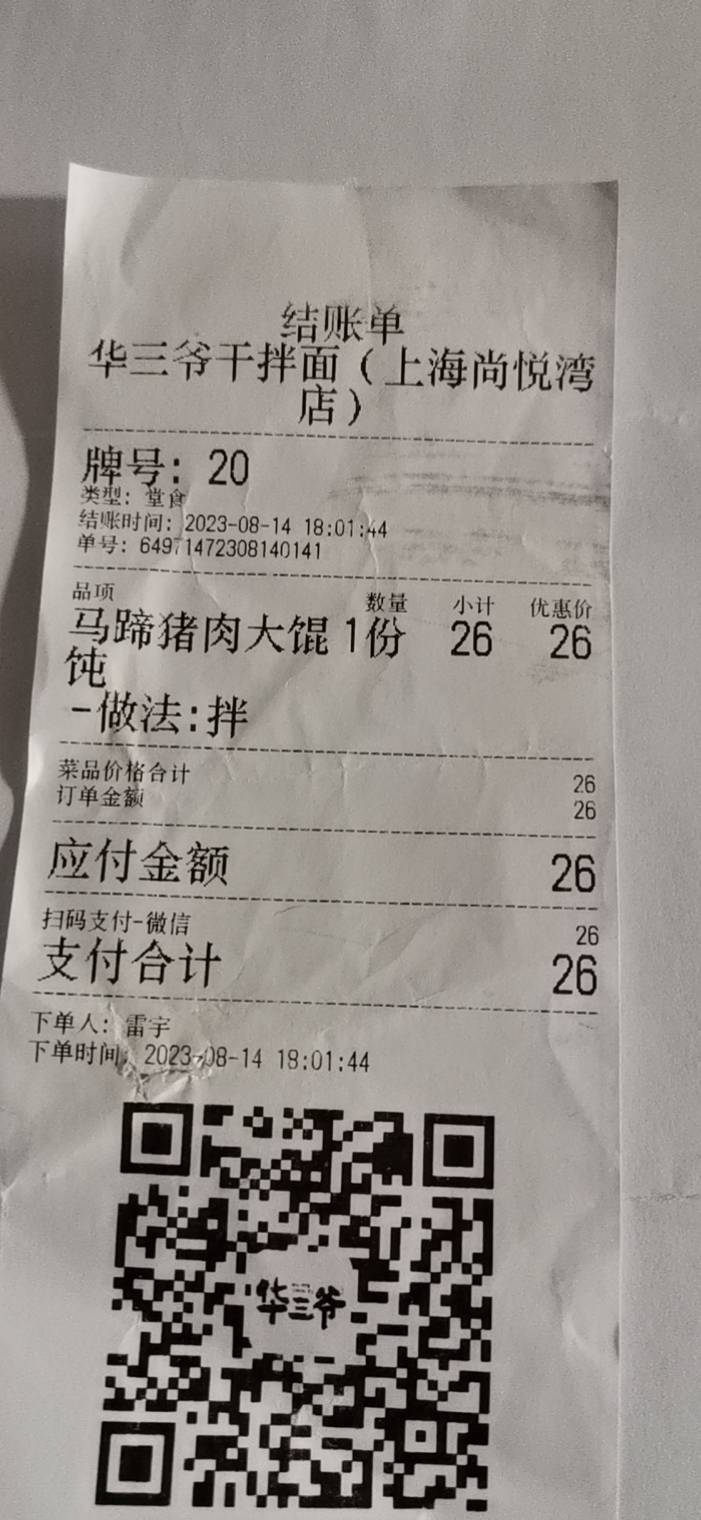 结账单
华三爷干拌面（上海尚悦湾
店）
牌号：20
类型：堂食
结账时间：2023-08-14 18:01:44
单号：64971472308140141
品项 数量 小计 优惠价
马蹄猪肉大馄 1份 26 26
饨
-做法:拌
菜品价格合计 26
订单金额 26
应付金额 26
扫码支付-微信 26
支付合计 26
下单人：雷宇
下单时间：2023-08-14 18:01:44
华三爷